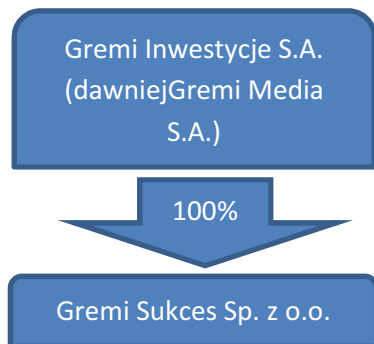 Gremi Inwestycje S.A.
(dawniejGremi Media
S.A.)
100%
Gremi Sukces Sp. z o.o.